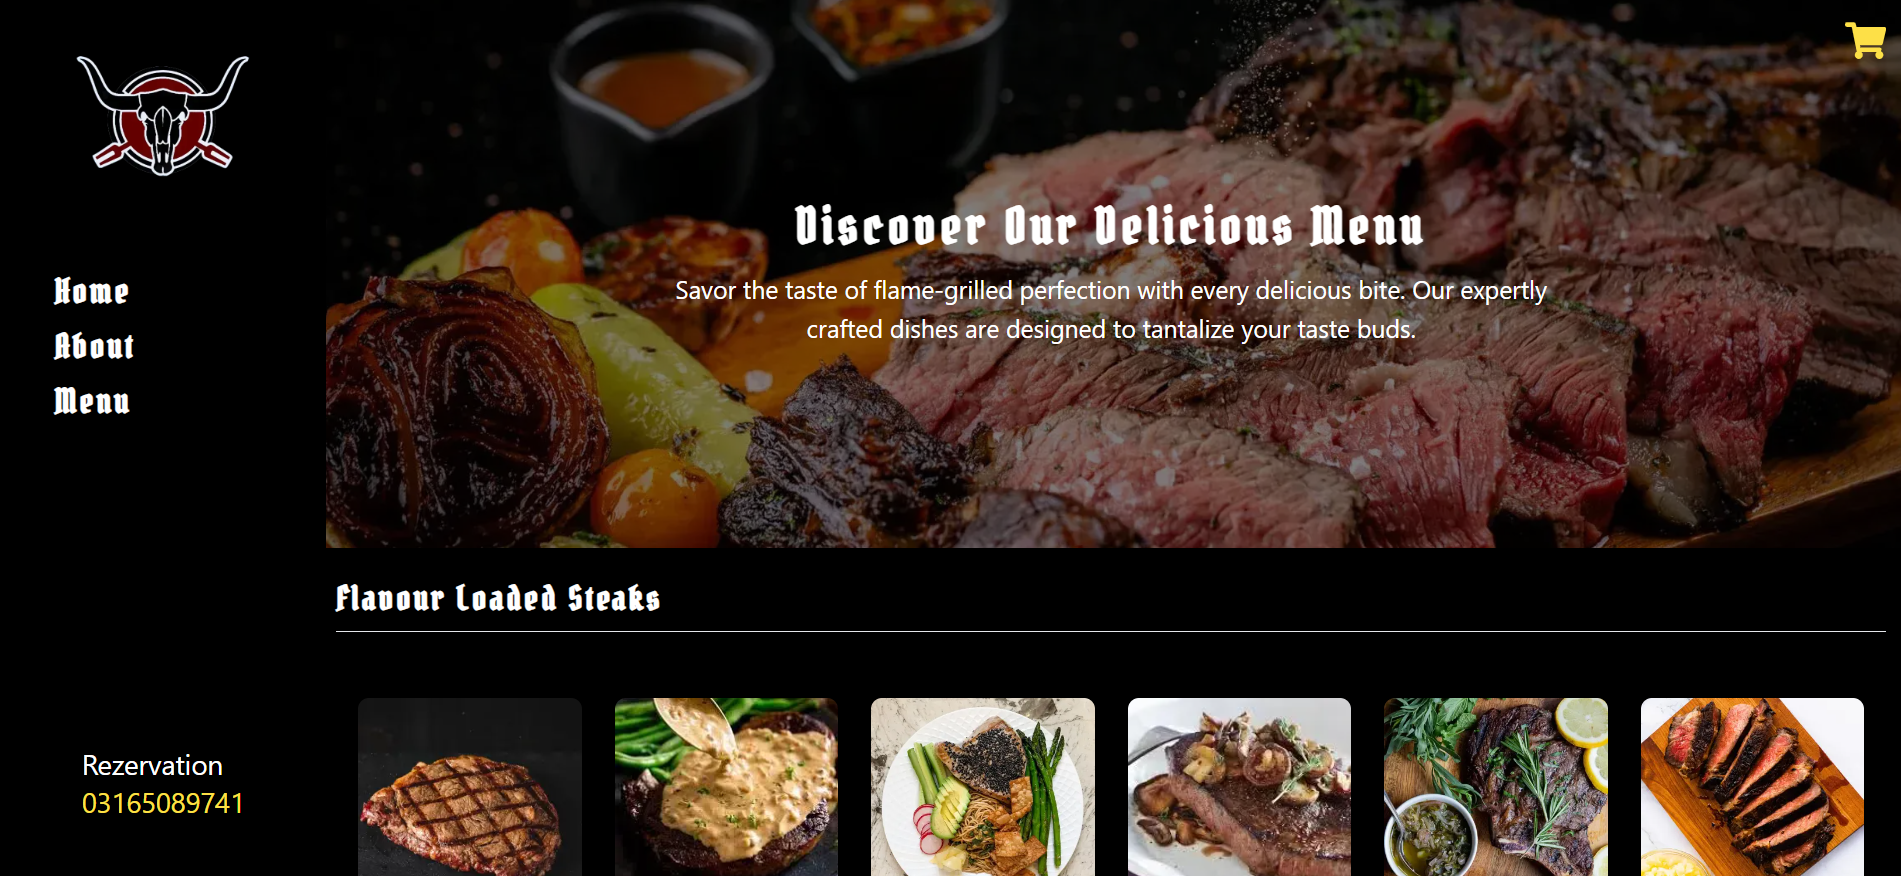 Home
About
Menu
Rezervation
03165089741
Discover Our Delicious Menu
Savor the taste of flame-grilled perfection with every delicious bite. Our expertly
crafted dishes are designed to tantalize your taste buds.
Flavour Loaded Steaks